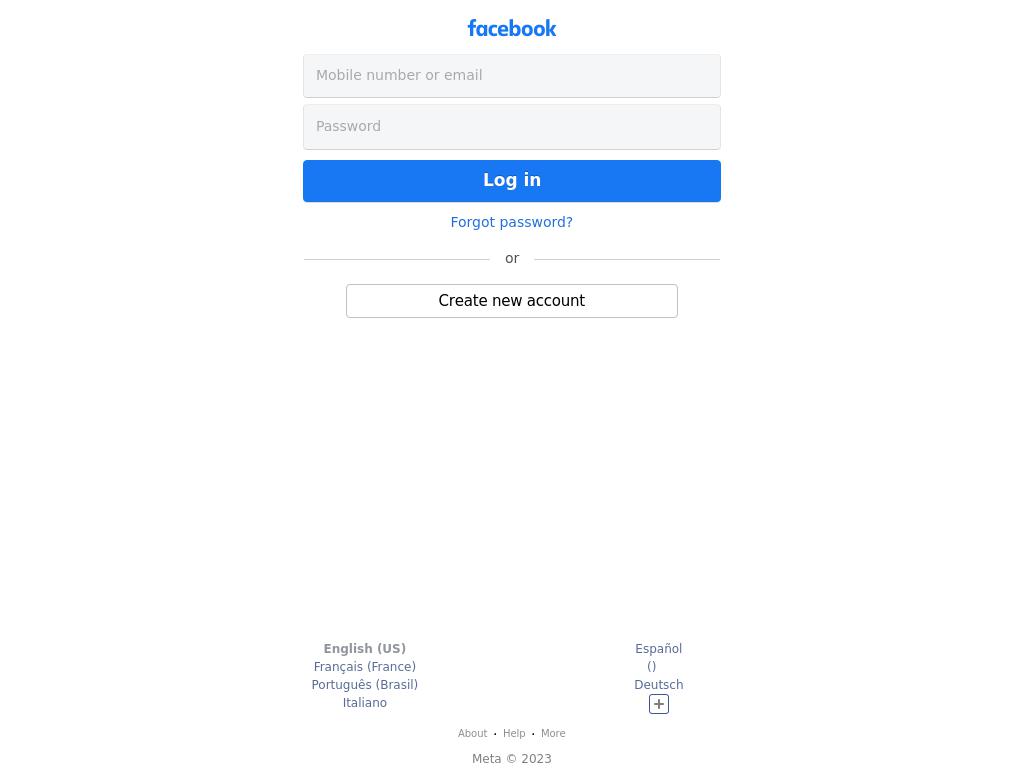 facebook
Mobile number or email
Password
Log in
Forgot password?
or
Create new account
English (US)
Español
Français (France)
()
Português (Brasil)
Deutsch
Italiano
About · Help · More
Meta © 2023